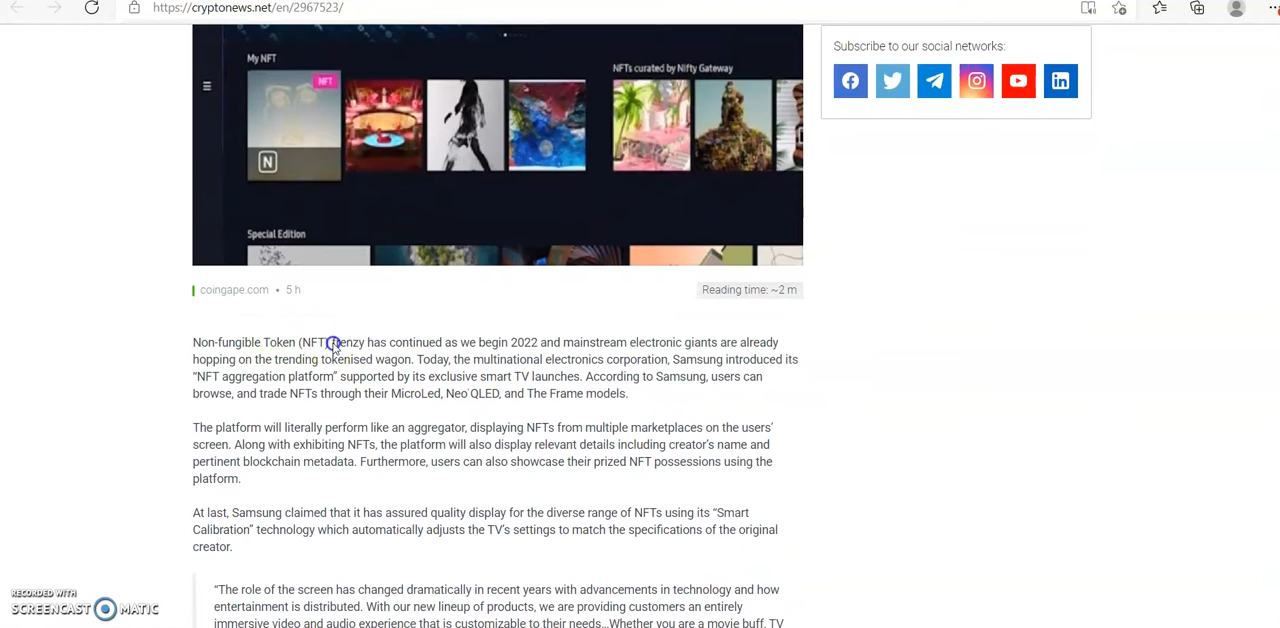 https://cryptonews.net/en/2967523/
Subscribe to our social networks:
My NFT
NFTs curated by Nifty Gateway
NFT
N
Special Edition
coingape.com • 5 h
Reading time: ~2 m
Non-fungible Token (NFT) frenzy has continued as we begin 2022 and mainstream electronic giants are already
hopping on the trending tokenised wagon. Today, the multinational electronics corporation, Samsung introduced its
“NFT aggregation platform” supported by its exclusive smart TV launches. According to Samsung, users can
browse, and trade NFTs through their MicroLed, Neo QLED, and The Frame models.
The platform will literally perform like an aggregator, displaying NFTs from multiple marketplaces on the users’
screen. Along with exhibiting NFTs, the platform will also display relevant details including creator’s name and
pertinent blockchain metadata. Furthermore, users can also showcase their prized NFT possessions using the
platform.
At last, Samsung claimed that it has assured quality display for the diverse range of NFTs using its “Smart
Calibration” technology which automatically adjusts the TV’s settings to match the specifications of the original
creator.
“The role of the screen has changed dramatically in recent years with advancements in technology and how
entertainment is distributed. With our new lineup of products, we are providing customers an entirely
immersive video and audio experience that is customizable to their needs...Whether you are a movie buff, TV
RECORDED WITH
SCREENCAST MATIC